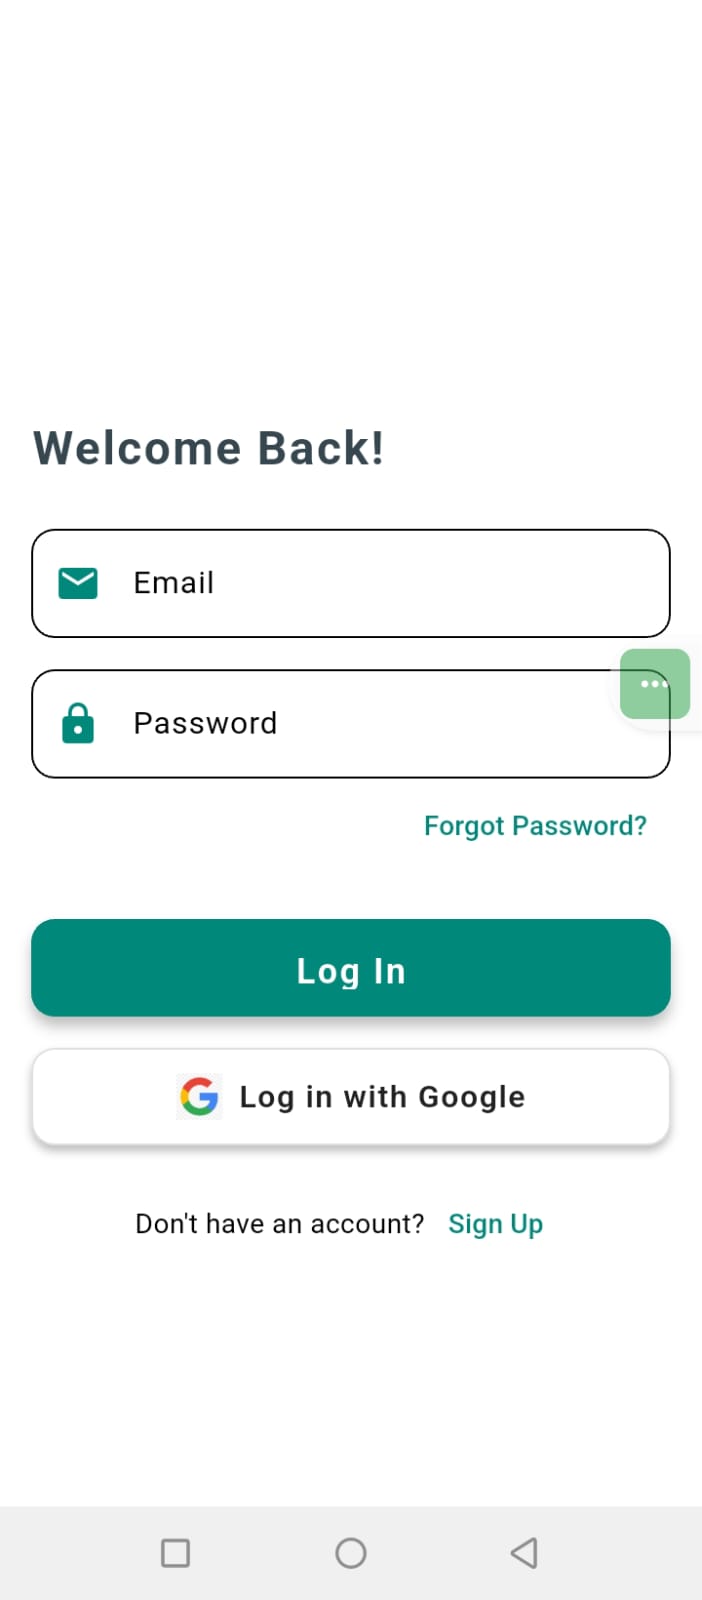 Welcome Back!
Email
Password
Forgot Password?
Log In
Log in with Google
Don't have an account? Sign Up